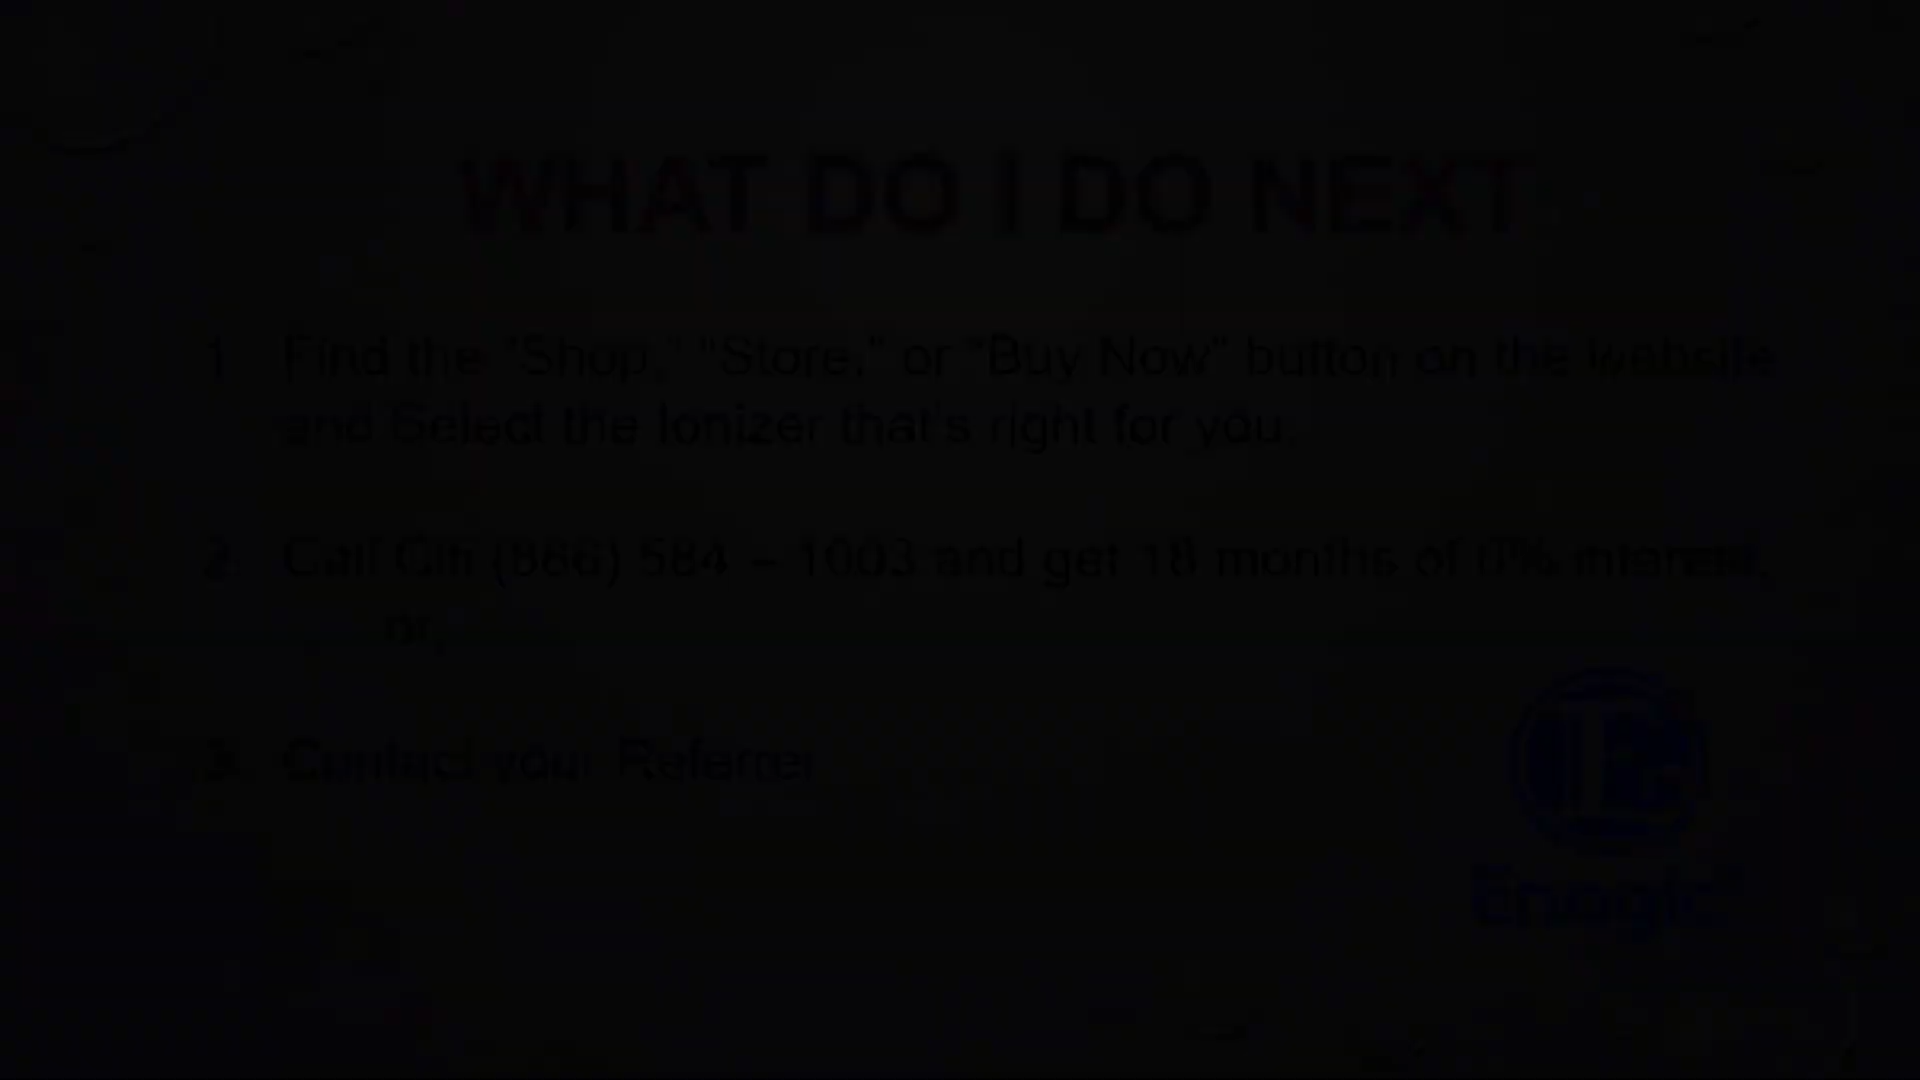 WHAT DO I DO NEXT
1. Find the "Shop," "Store," or "Buy Now" button on the website
and Select the Ionizer that's right for you.
2. Call Citi (866) 584 – 1003 and get 18 months of 0% interest,
or,
3. Contact your Referrer
Enagic